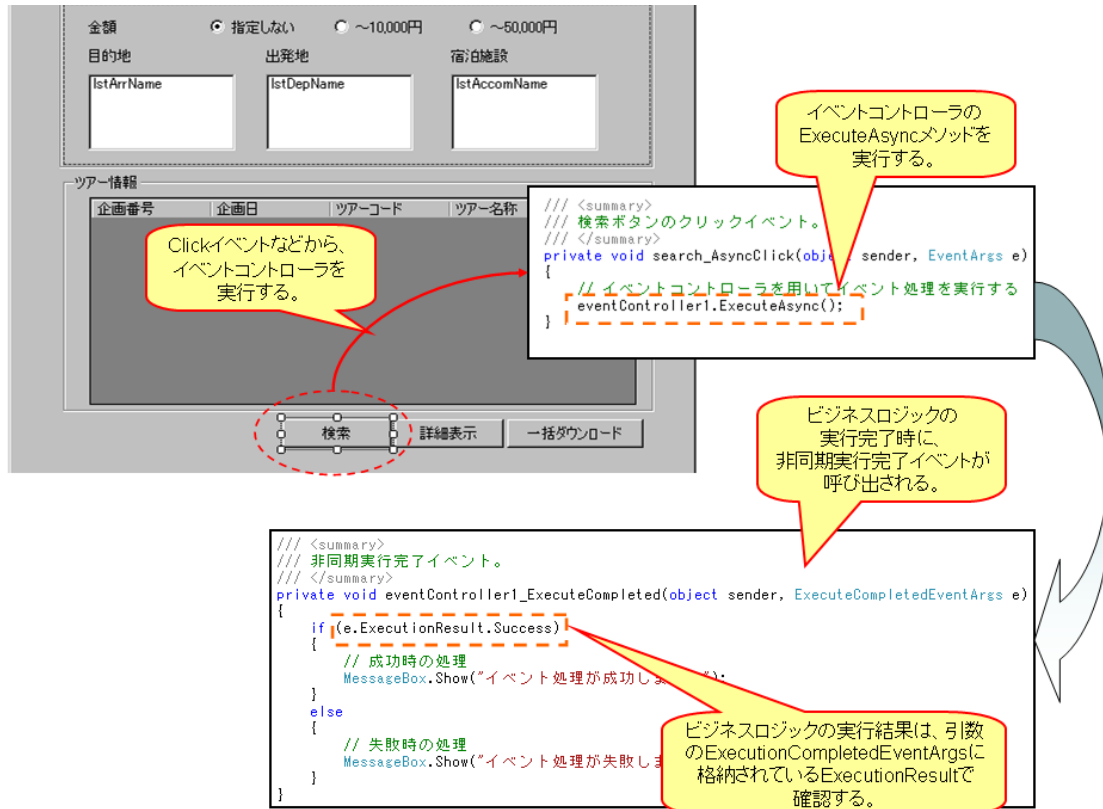 金額 指定しない ～10,000円 ～50,000円
目的地 出発地 宿泊施設
lstArrName lstDepName lstAccomName
ツアー情報
企画番号 企画日 ツアーコード ツアー名称
Clickイベントなどから、
イベントコントローラを
実行する。
検索 詳細表示 一括ダウンロード
イベントコントローラの
ExecuteAsyncメソッドを
実行する。
/// <summary>
/// 検索ボタンのクリックイベント。
/// </summary>
private void search_AsyncClick(object sender, EventArgs e)
{
// イベントコントローラを用いてイベント処理を実行する
eventController1.ExecuteAsync();
}
ビジネスロジックの
実行完了時に、
非同期実行完了イベントが
呼び出される。
/// <summary>
/// 非同期実行完了イベント。
/// </summary>
private void eventController1_ExecuteCompleted(object sender, ExecuteCompletedEventArgs e)
{
if (e.ExecutionResult.Success)
{
// 成功時の処理
MessageBox.Show("イベント処理が成功しま");
}
else
{
// 失敗時の処理
MessageBox.Show("イベント処理が失敗しま
}
}
ビジネスロジックの実行結果は、引数
のExecutionCompletedEventArgsに
格納されているExecutionResultで
確認する。